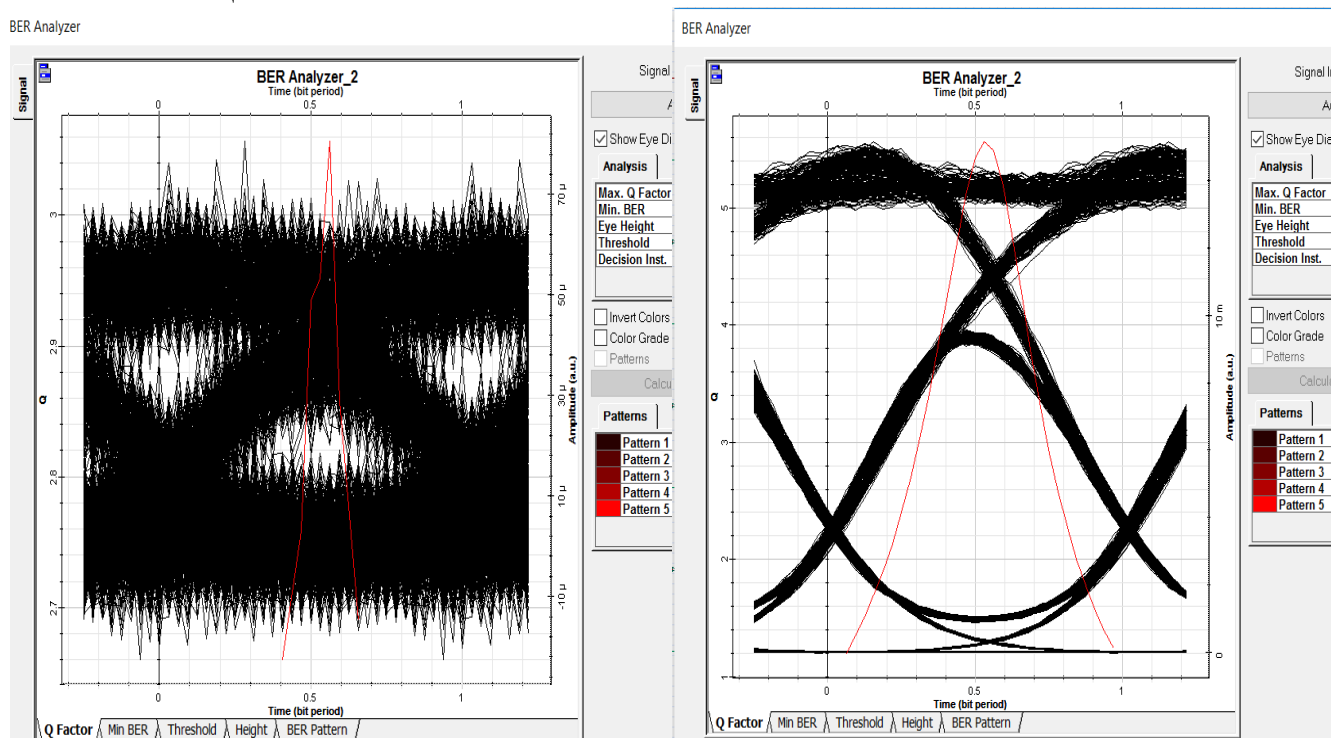 BER Analyzer
Signal
BER Analyzer_2
Time (bit period)
0 0.5 1
3
2.9
2.8
2.7
Q
70 µ
50 µ
30 µ
10 µ
-10 µ
Amplitude (a.u.)
0 0.5 1
Time (bit period)
Q Factor Min BER Threshold Height BER Pattern
Signal
A
Show Eye Di
Analysis
Max. Q Factor
Min. BER
Eye Height
Threshold
Decision Inst.
Invert Colors
Color Grade
Patterns
Calcu
Patterns
Pattern 1
Pattern 2
Pattern 3
Pattern 4
Pattern 5
BER Analyzer
Signal
BER Analyzer_2
Time (bit period)
0 0.5 1
5
4
3
2
1
Q
10 m
0
Amplitude (a.u.)
0 0.5 1
Time (bit period)
Q Factor Min BER Threshold Height BER Pattern
Signal I
A
Show Eye Dia
Analysis
Max. Q Factor
Min. BER
Eye Height
Threshold
Decision Inst.
Invert Colors
Color Grade
Patterns
Calcul
Patterns
Pattern 1
Pattern 2
Pattern 3
Pattern 4
Pattern 5